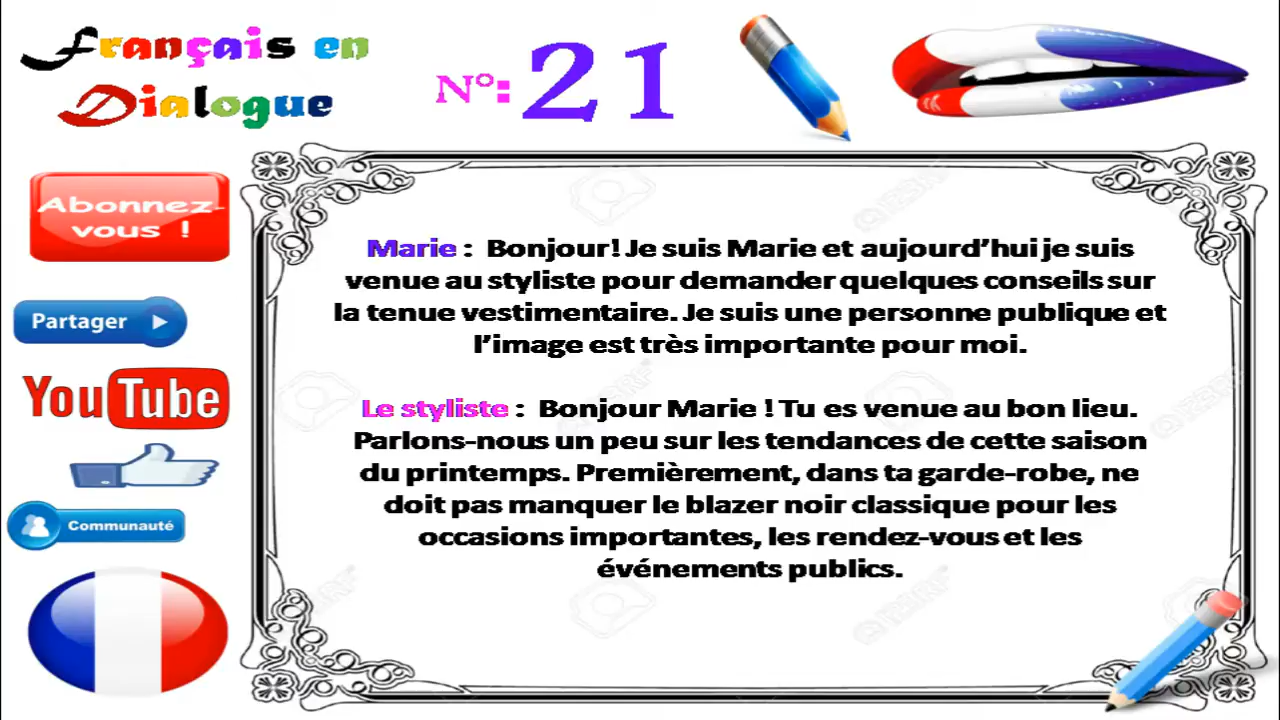 Français en
Dialogue
N°: 21
Abonnez-
vous !
Partager
YouTube
Communauté
Marie : Bonjour! Je suis Marie et aujourd’hui je suis
venue au styliste pour demander quelques conseils sur
la tenue vestimentaire. Je suis une personne publique et
l’image est très importante pour moi.
Le styliste : Bonjour Marie ! Tu es venue au bon lieu.
Parlons-nous un peu sur les tendances de cette saison
du printemps. Premièrement, dans ta garde-robe, ne
doit pas manquer le blazer noir classique pour les
occasions importantes, les rendez-vous et les
événements publics.